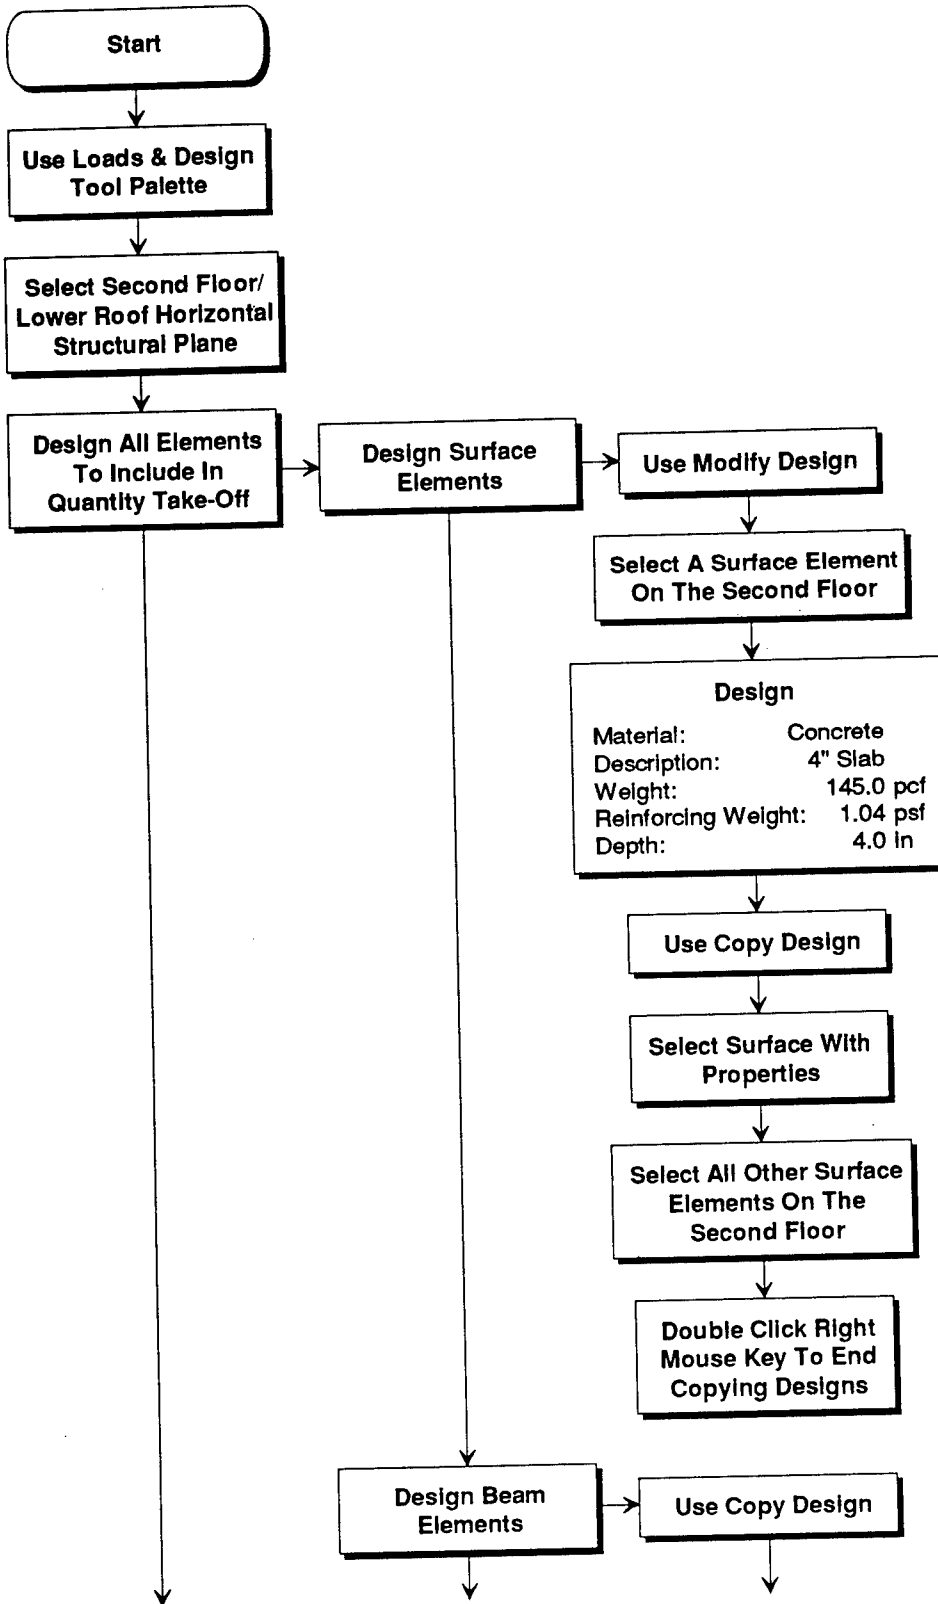 Start
Use Loads & Design
Tool Palette
Select Second Floor/
Lower Roof Horizontal
Structural Plane
Design All Elements
To Include In
Quantity Take-Off
Design Surface
Elements
Use Modify Design
Select A Surface Element
On The Second Floor
Design
Material: Concrete
Description: 4" Slab
Weight: 145.0 pcf
Reinforcing Weight: 1.04 psf
Depth: 4.0 in
Use Copy Design
Select Surface With
Properties
Select All Other Surface
Elements On The
Second Floor
Double Click Right
Mouse Key To End
Copying Designs
Design Beam
Elements
Use Copy Design